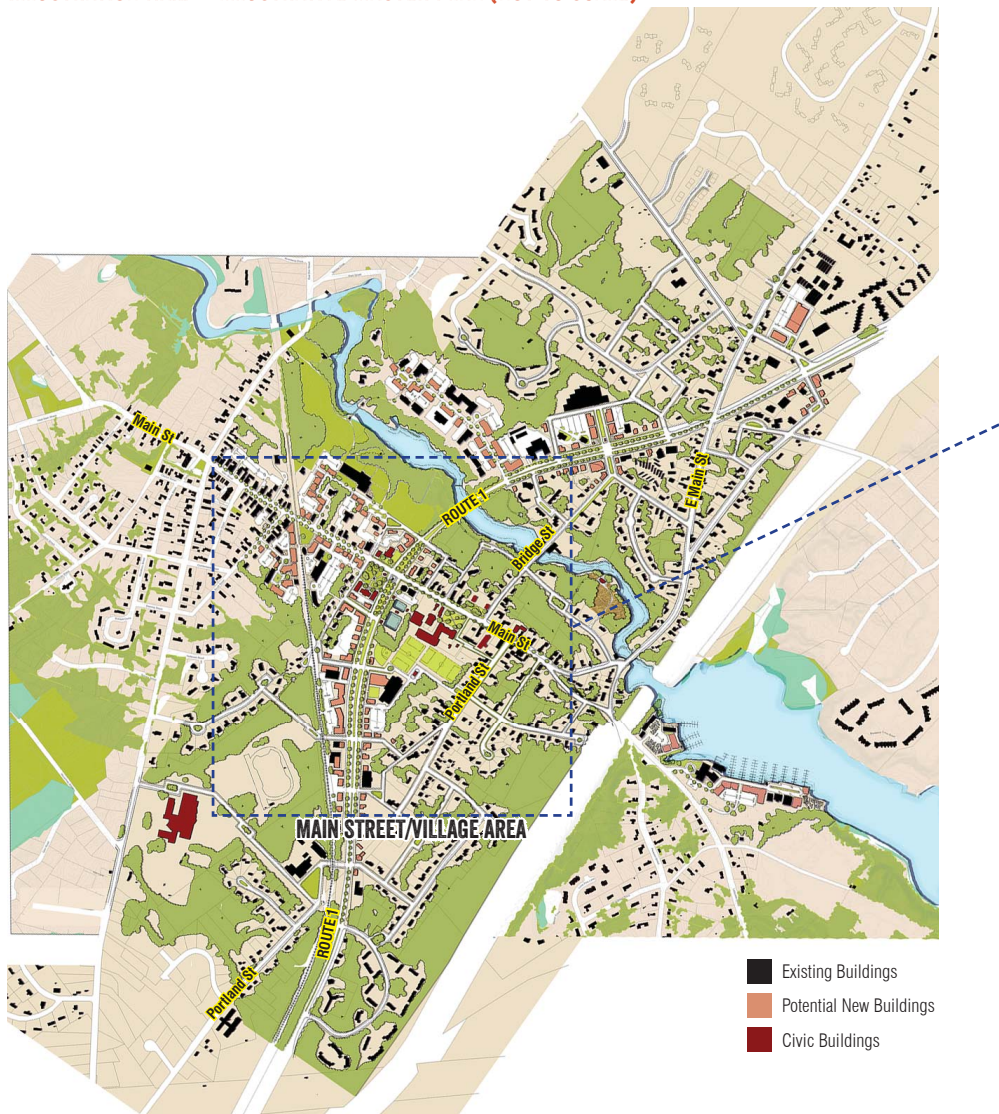 Main St
ROUTE 1
E Main St
Bridge St
Main St
Portland St
MAIN STREET/VILLAGE AREA
ROUTE 1
Portland St
Existing Buildings
Potential New Buildings
Civic Buildings